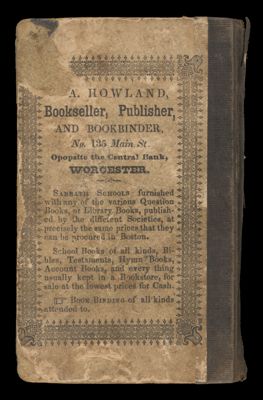 A. HOWLAND,
Bookseller, Publisher,
AND BOOKBINDER,
No. 135 Main St.
Opopsite the Central Bank,
WORCESTER.
SABBATH SCHOOLS furnished
with any of the various Question
Books, or Library Books, publish-
ed by the different Societies, at
precisely the same prices that they
can be procured in Boston.
School Books of all kinds, Bi-
bles, Testaments, Hymn Books,
Account Books, and every thing
usually kept in a Bookstore, for
sale at the lowest prices for Cash.
☞ BOOK-BINDING of all kinds
attended to.